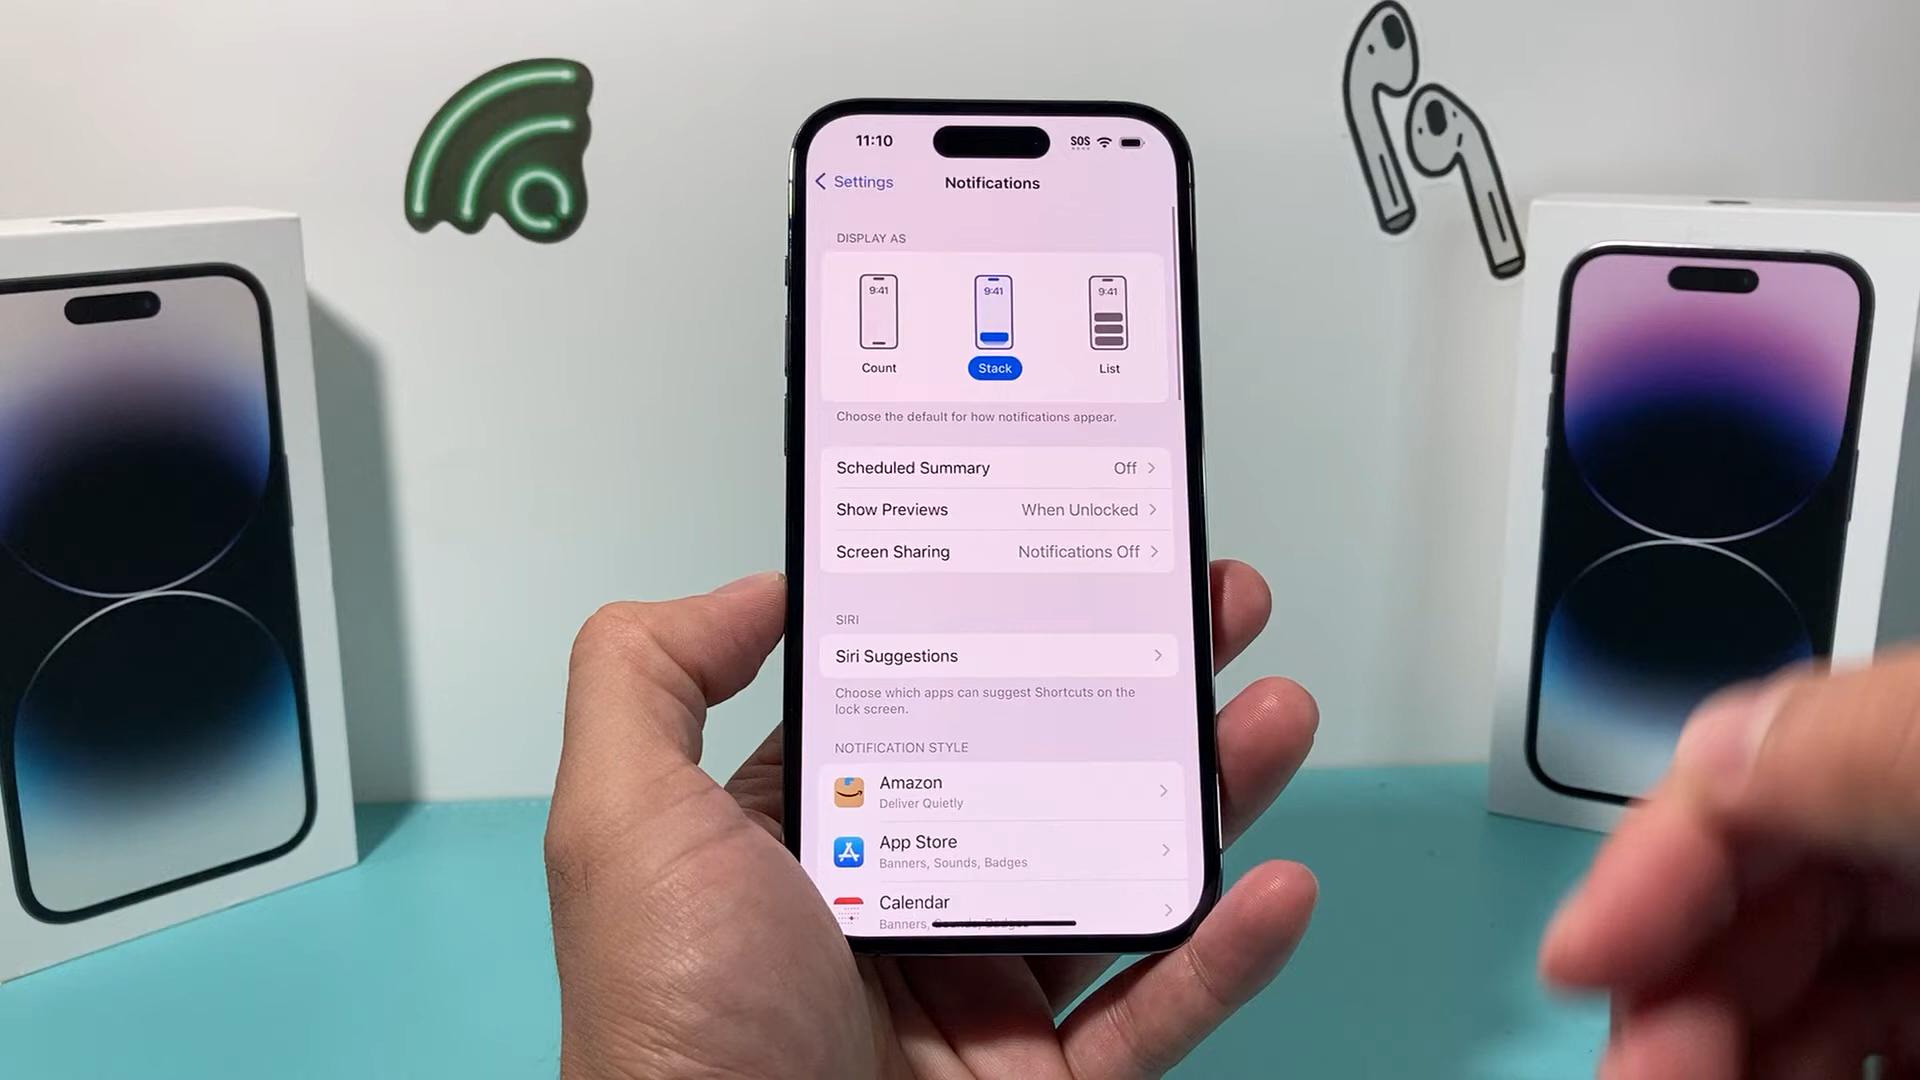 11:10
SOS
Settings
Notifications
DISPLAY AS
9:41
9:41
9:41
Count
Stack
List
Choose the default for how notifications appear.
Scheduled Summary Off
Show Previews When Unlocked
Screen Sharing Notifications Off
SIRI
Siri Suggestions
Choose which apps can suggest Shortcuts on the
lock screen.
NOTIFICATION STYLE
Amazon
Deliver Quietly
App Store
Banners, Sounds, Badges
Calendar
Banners, Sounds, Badges